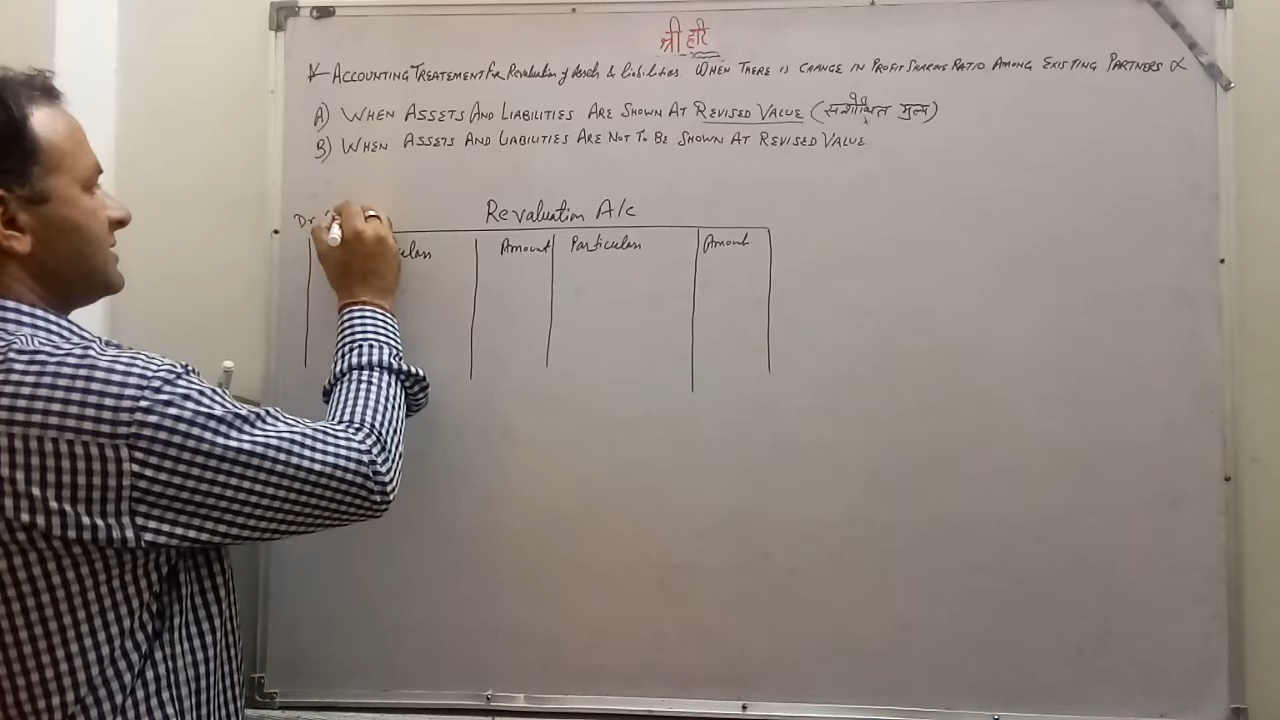 श्री हरि
ACCOUNTING TREATEMENT for Revaluation of Assets & Liabilities WHEN THERE IS CHANGE IN PROFIT SHARING RATIO AMONG EXISTING PARTNERS
A) WHEN ASSETS AND LIABILITIES ARE SHOWN AT REVISED VALUE (संशोधित मुल्य)
B) WHEN ASSETS AND LIABILITIES ARE NOT TO BE SHOWN AT REVISED VALUE
Dr. Revaluation A/c
Amount Particulars Amount